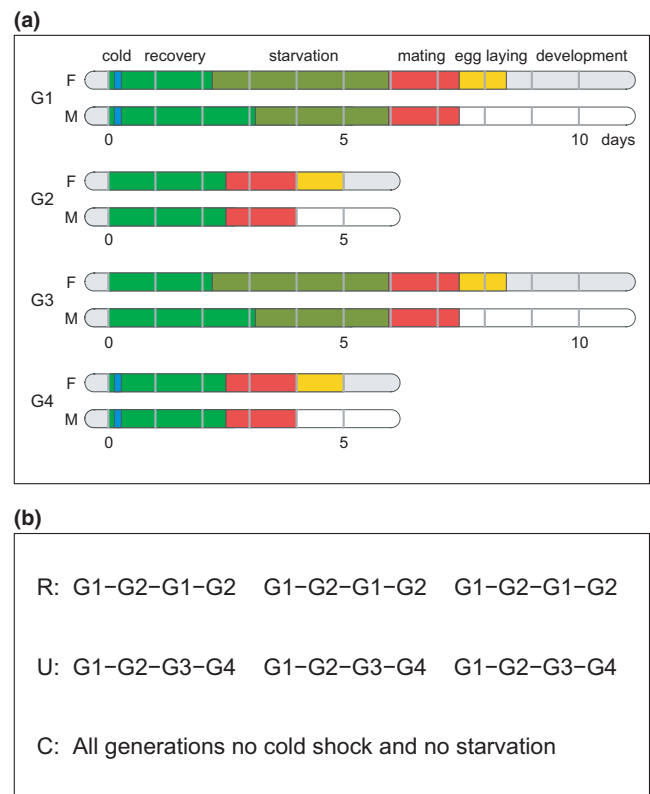 (a)
cold recovery starvation mating egg laying development
F
G1
M
0 5 10 days
F
G2
M
0 5
F
G3
M
0 5 10
F
G4
M
0 5
(b)
R: G1–G2–G1–G2 G1–G2–G1–G2 G1–G2–G1–G2
U: G1–G2–G3–G4 G1–G2–G3–G4 G1–G2–G3–G4
C: All generations no cold shock and no starvation